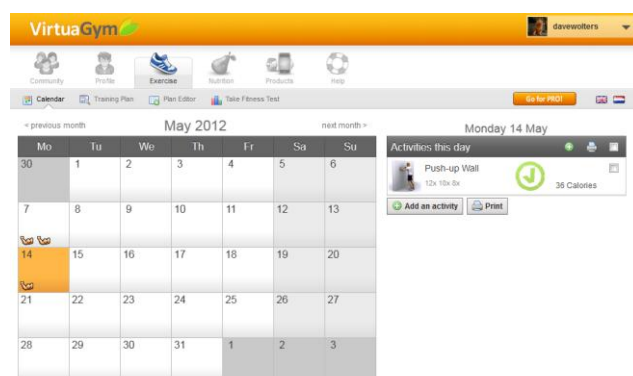 VirtuaGym
davewolters
Community Profile Exercise Nutrition Products Help
Calendar Training Plan Plan Editor Take Fitness Test Go for PRO!
< previous month May 2012 next month >
Mo Tu We Th Fr Sa Su
30 1 2 3 4 5 6
7 8 9 10 11 12 13
14 15 16 17 18 19 20
21 22 23 24 25 26 27
28 29 30 31 1 2 3
Monday 14 May
Activities this day
Push-up Wall
12x 10x 8x
36 Calories
Add an activity Print